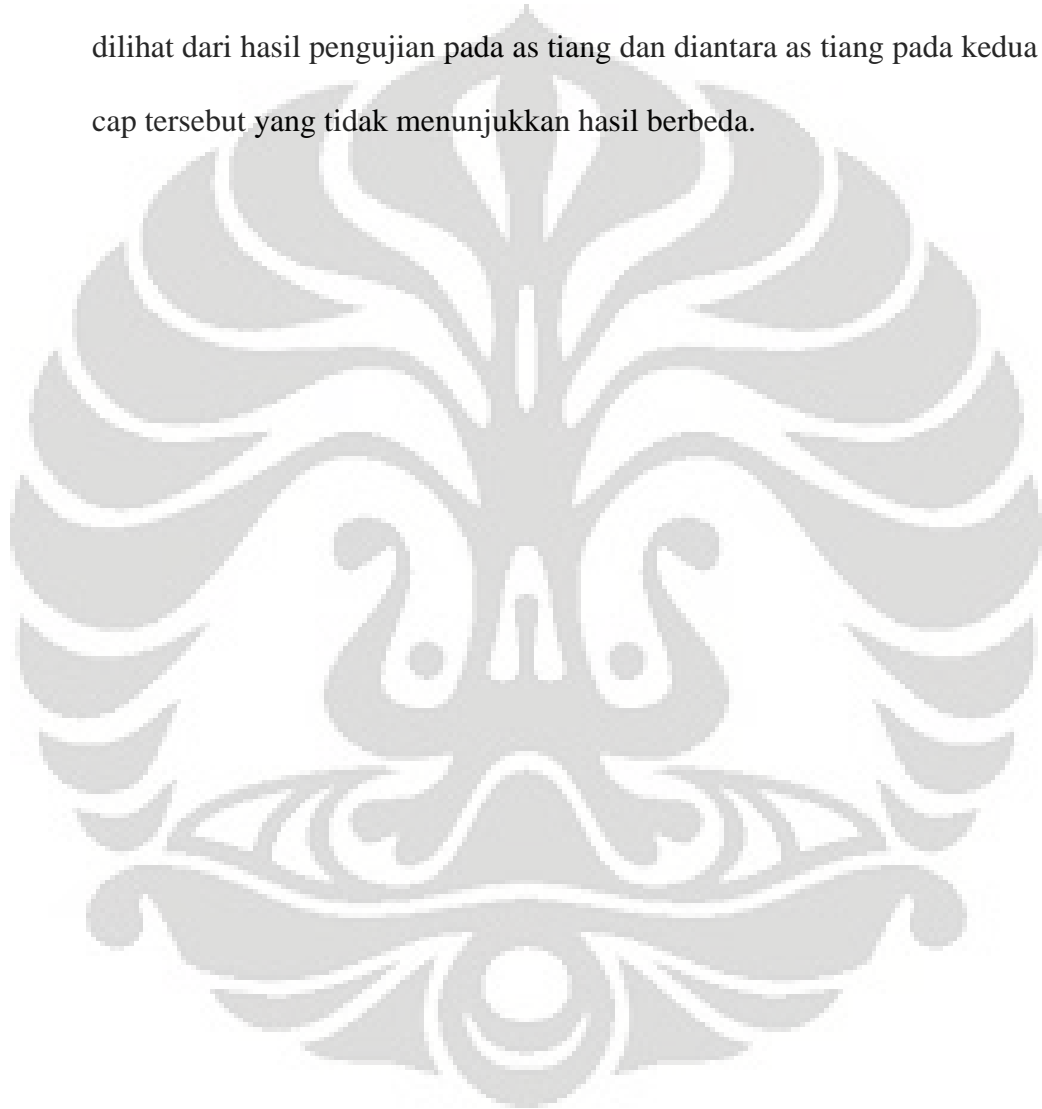 dilihat dari hasil pengujian pada as tiang dan diantara as tiang pada kedua
cap tersebut yang tidak menunjukkan hasil berbeda.